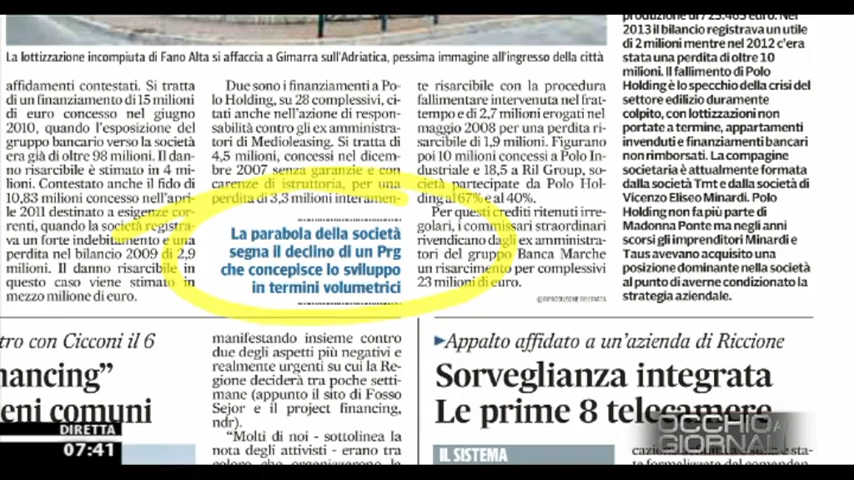 La lottizzazione incompiuta di Fano Alta si affaccia a Gimarra sull'Adriatica, pessima immagine all'ingresso della città
affidamenti contestati. Si tratta
di un finanziamento di 15 milioni
di euro concesso nel giugno
2010, quando l'esposizione del
gruppo bancario verso la società
era già di oltre 98 milioni. Il dan-
no risarcibile è stimato in 4 mi-
lioni. Contestato anche il fido di
10,83 milioni concesso nell'apri-
le 2011 destinato a esigenze cor-
renti, quando la società registra-
va un forte indebitamento e una
perdita nel bilancio 2009 di 2,9
milioni. Il danno risarcibile in
questo caso viene stimato in
mezzo milione di euro.
Due sono i finanziamenti a Po-
lo Holding, su 28 complessivi, ci-
tati anche nell'azione di respon-
sabilità contro gli ex amministra-
tori di Medioleasing. Si tratta di
4,5 milioni, concessi nel dicem-
bre 2007 senza garanzie e con
carenze di istruttoria, per una
perdita di 3,3 milioni interamen-
La parabola della società
segna il declino di un Prg
che concepisce lo sviluppo
in termini volumetrici
te risarcibile con la procedura
fallimentare intervenuta nel frat-
tempo e di 2,7 milioni erogati nel
maggio 2008 per una perdita ri-
sarcibile di 1,9 milioni. Figurano
poi 10 milioni concessi a Polo In-
dustriale e 18,5 a Ril Group, so-
cietà partecipate da Polo Hol-
ding al 67% e al 40%.
Per questi crediti ritenuti irre-
golari, i commissari straordinari
rivendicano dagli ex amministra-
tori del gruppo Banca Marche
un risarcimento per complessivi
23 milioni di euro.
©RIPRODUZIONE RISERVATA
produzione di 723.463 euro. Nel
2013 il bilancio registrava un utile
di 2 milioni mentre nel 2012 c'era
stata una perdita di oltre 10
milioni. Il fallimento di Polo
Holding è lo specchio della crisi del
settore edilizio duramente
colpito, con lottizzazioni non
portate a termine, appartamenti
invenduti e finanziamenti bancari
non rimborsati. La compagine
societaria è attualmente formata
dalla società Tmt e dalla società di
Vicenzo Eliseo Minardi. Polo
Holding non fa più parte di
Madonna Ponte ma negli anni
scorsi gli imprenditori Minardi e
Taus avevano acquisito una
posizione dominante nella società
al punto di averne condizionato la
strategia aziendale.
tro con Cicconi il 6
nancing"
eni comuni
manifestando insieme contro
due degli aspetti più negativi e
realmente urgenti su cui la Re-
gione deciderà tra poche setti-
mane (appunto il sito di Fosso
Sejor e il project financing,
ndr).
"Molti di noi - sottolinea la
nota degli attivisti - erano tra
coloro che organizzarono la
Appalto affidato a un'azienda di Riccione
Sorveglianza integrata
Le prime 8 telecamere
IL SISTEMA
DIRETTA
07:41
OCCHIO AI
GIORNALI